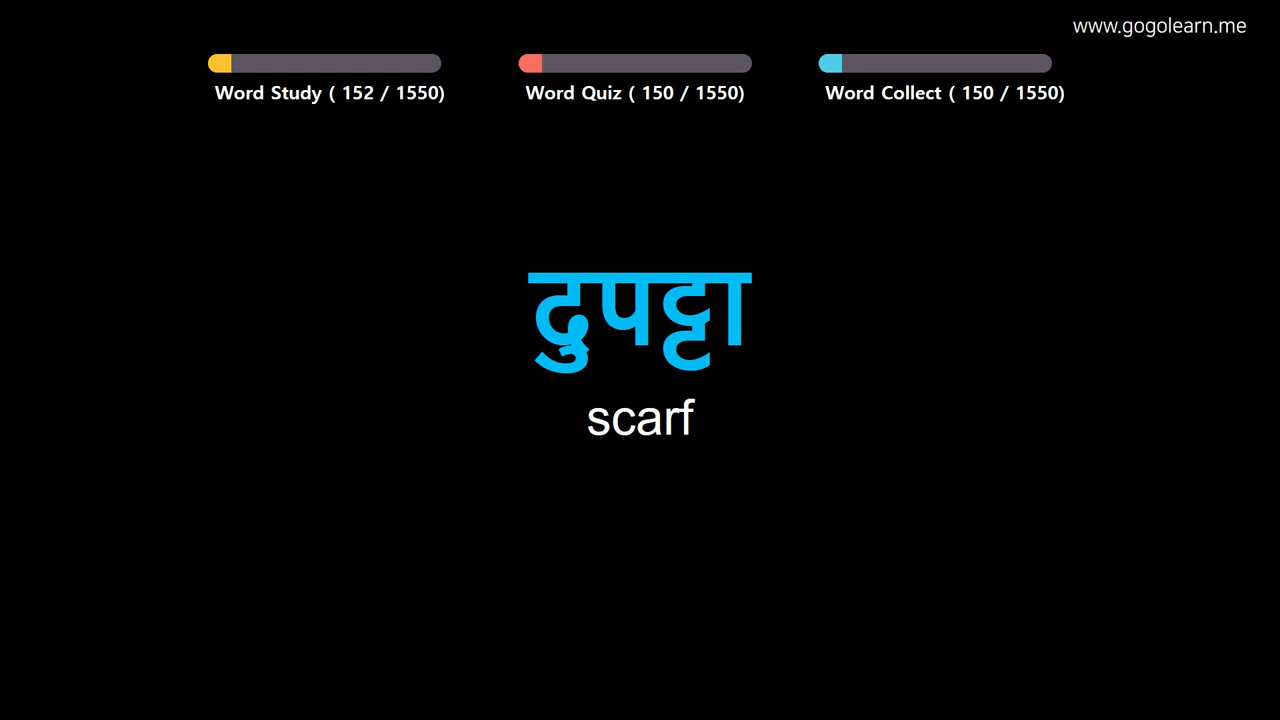 www.gogolearn.me
Word Study ( 152 / 1550)
Word Quiz ( 150 / 1550)
Word Collect ( 150 / 1550)
दुपट्टा
scarf